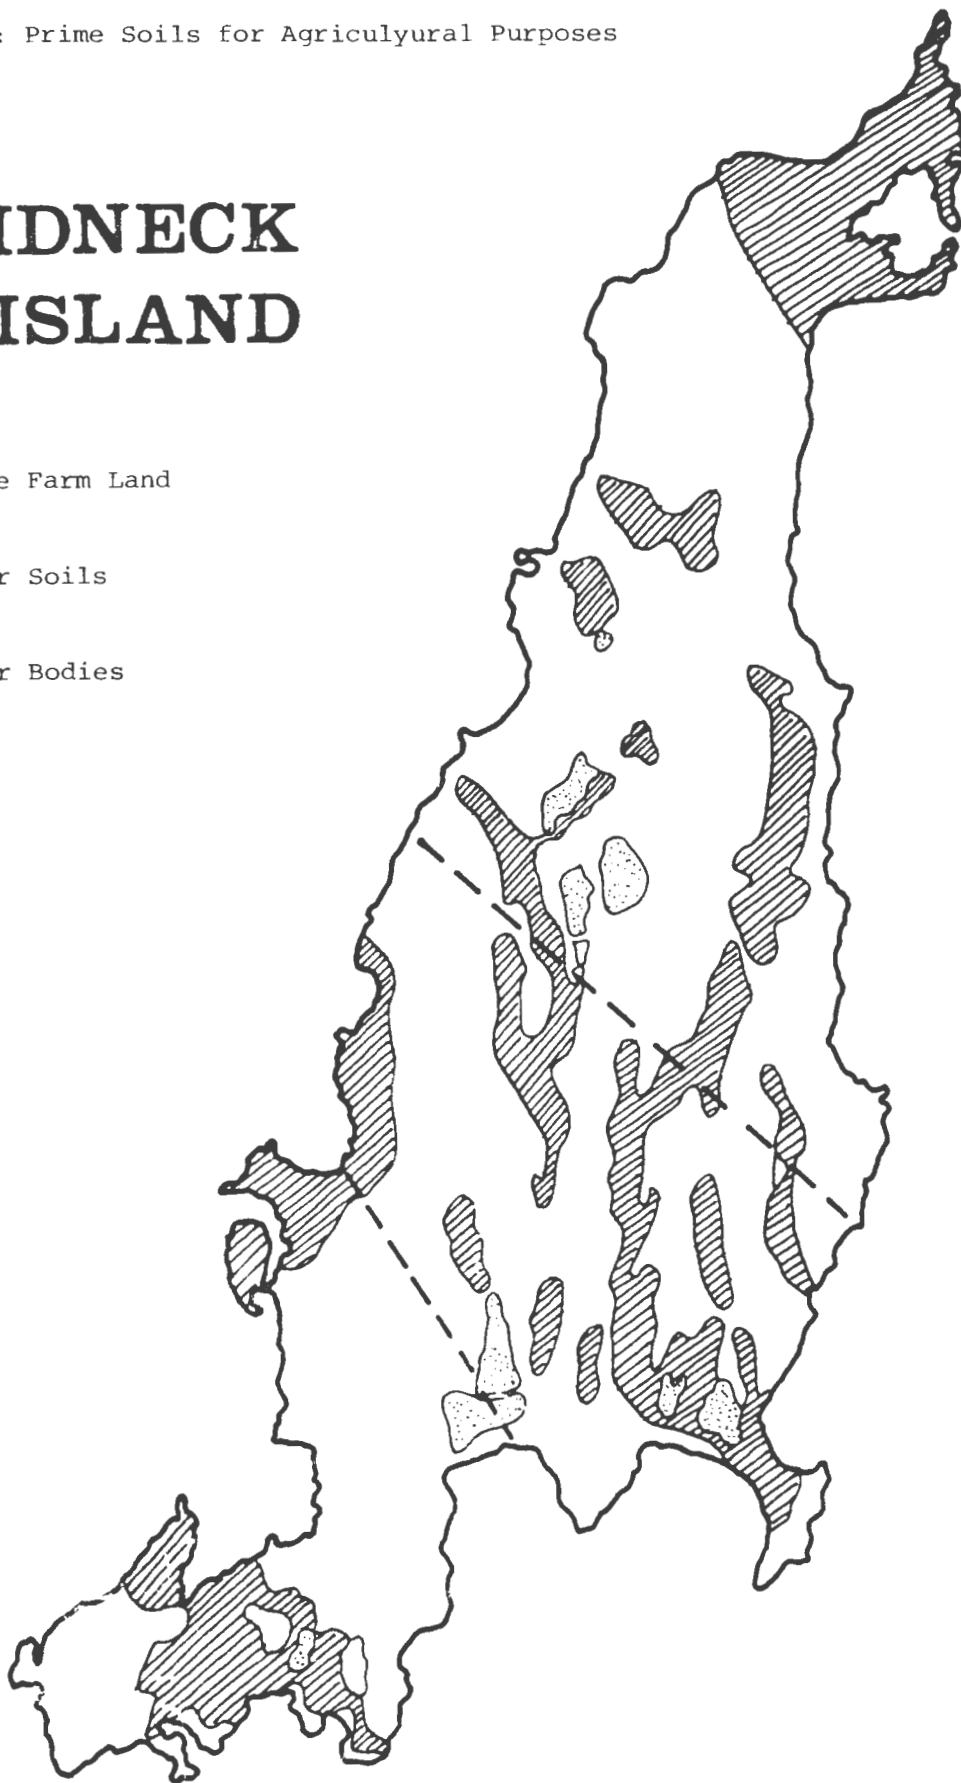 : Prime Soils for Agriculyural Purposes
IDNECK
ISLAND
e Farm Land
r Soils
r Bodies